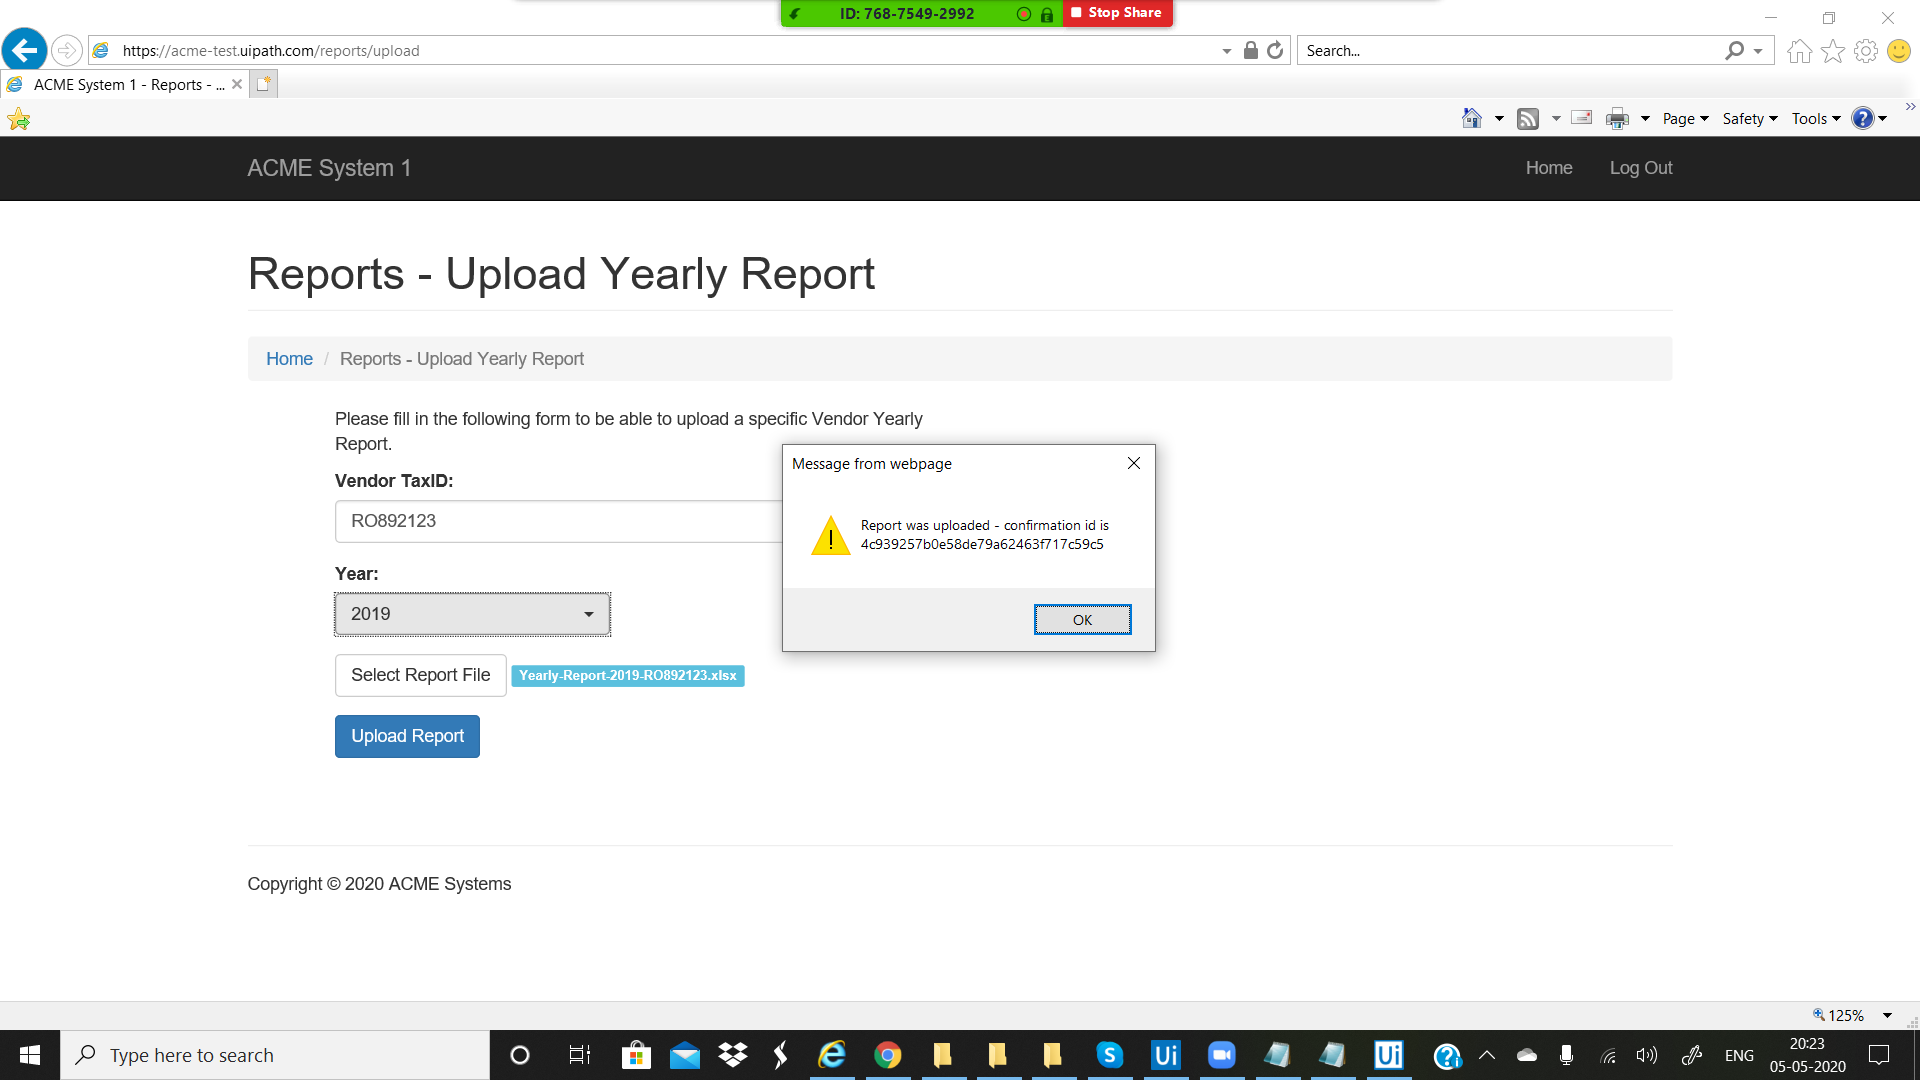 ID: 768-7549-2992
Stop Share
https://acme-test.uipath.com/reports/upload
Search...
ACME System 1 - Reports - ...
Page
Safety
Tools
ACME System 1
Home
Log Out
Reports - Upload Yearly Report
Home / Reports - Upload Yearly Report
Please fill in the following form to be able to upload a specific Vendor Yearly
Report.
Vendor TaxID:
RO892123
Message from webpage
Report was uploaded - confirmation id is
4c939257b0e58de79a62463f717c59c5
OK
Year:
2019
Select Report File
Yearly-Report-2019-RO892123.xlsx
Upload Report
Copyright © 2020 ACME Systems
125%
Type here to search
ENG
20:23
05-05-2020